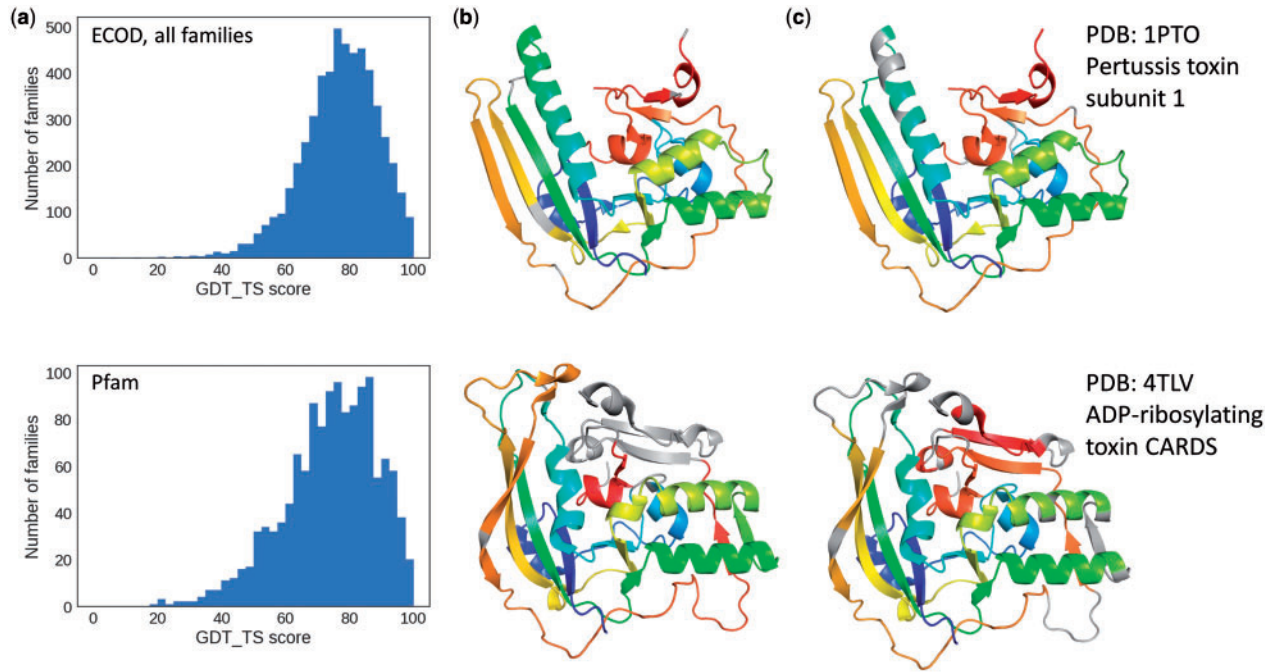 (a)
ECOD, all families
Number of families
500
400
300
200
100
0
0 20 40 60 80 100
GDT_TS score
(b)
(c)
PDB: 1PTO
Pertussis toxin
subunit 1
Pfam
Number of families
100
80
60
40
20
0
0 20 40 60 80 100
GDT_TS score
PDB: 4TLV
ADP-ribosylating
toxin CARDS